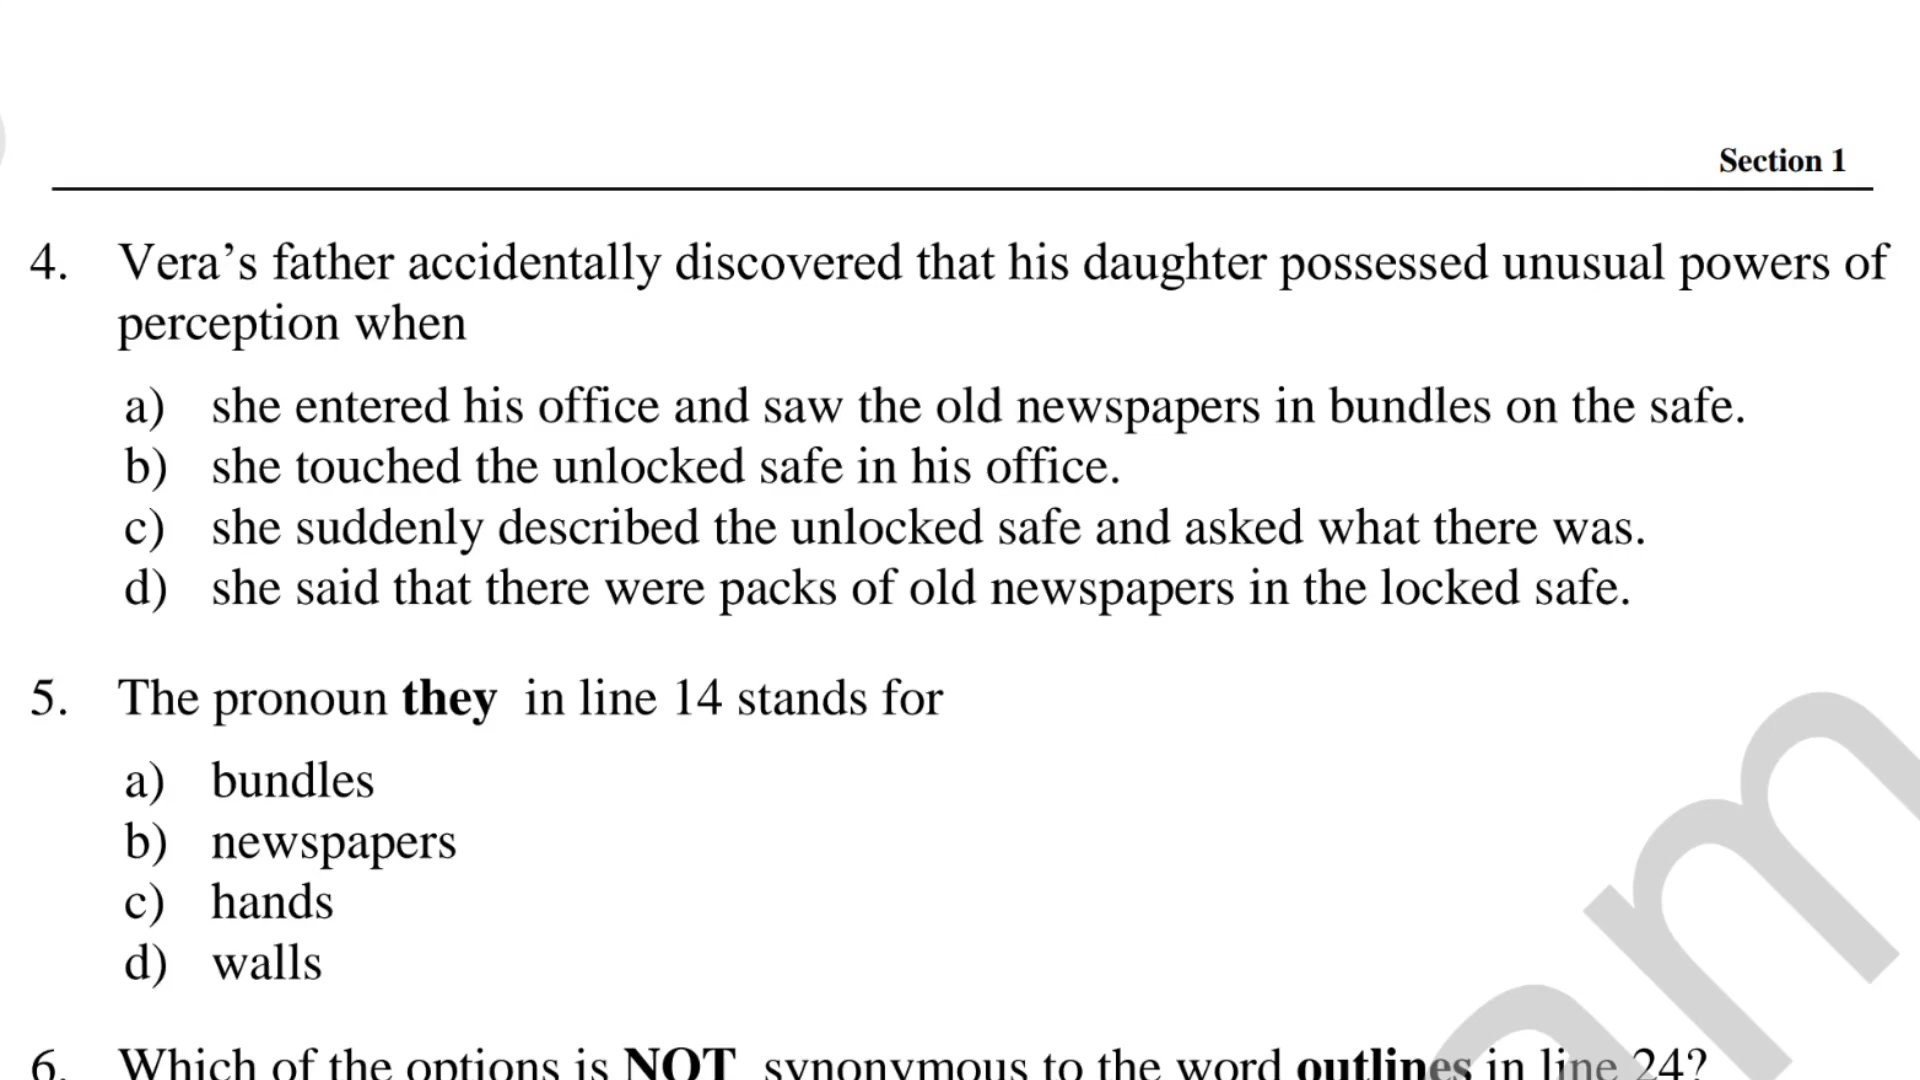 Section 1
4. Vera’s father accidentally discovered that his daughter possessed unusual powers of
perception when
a) she entered his office and saw the old newspapers in bundles on the safe.
b) she touched the unlocked safe in his office.
c) she suddenly described the unlocked safe and asked what there was.
d) she said that there were packs of old newspapers in the locked safe.
5. The pronoun they in line 14 stands for
a) bundles
b) newspapers
c) hands
d) walls
6. Which of the options is NOT synonymous to the word outlines in line 24?
am